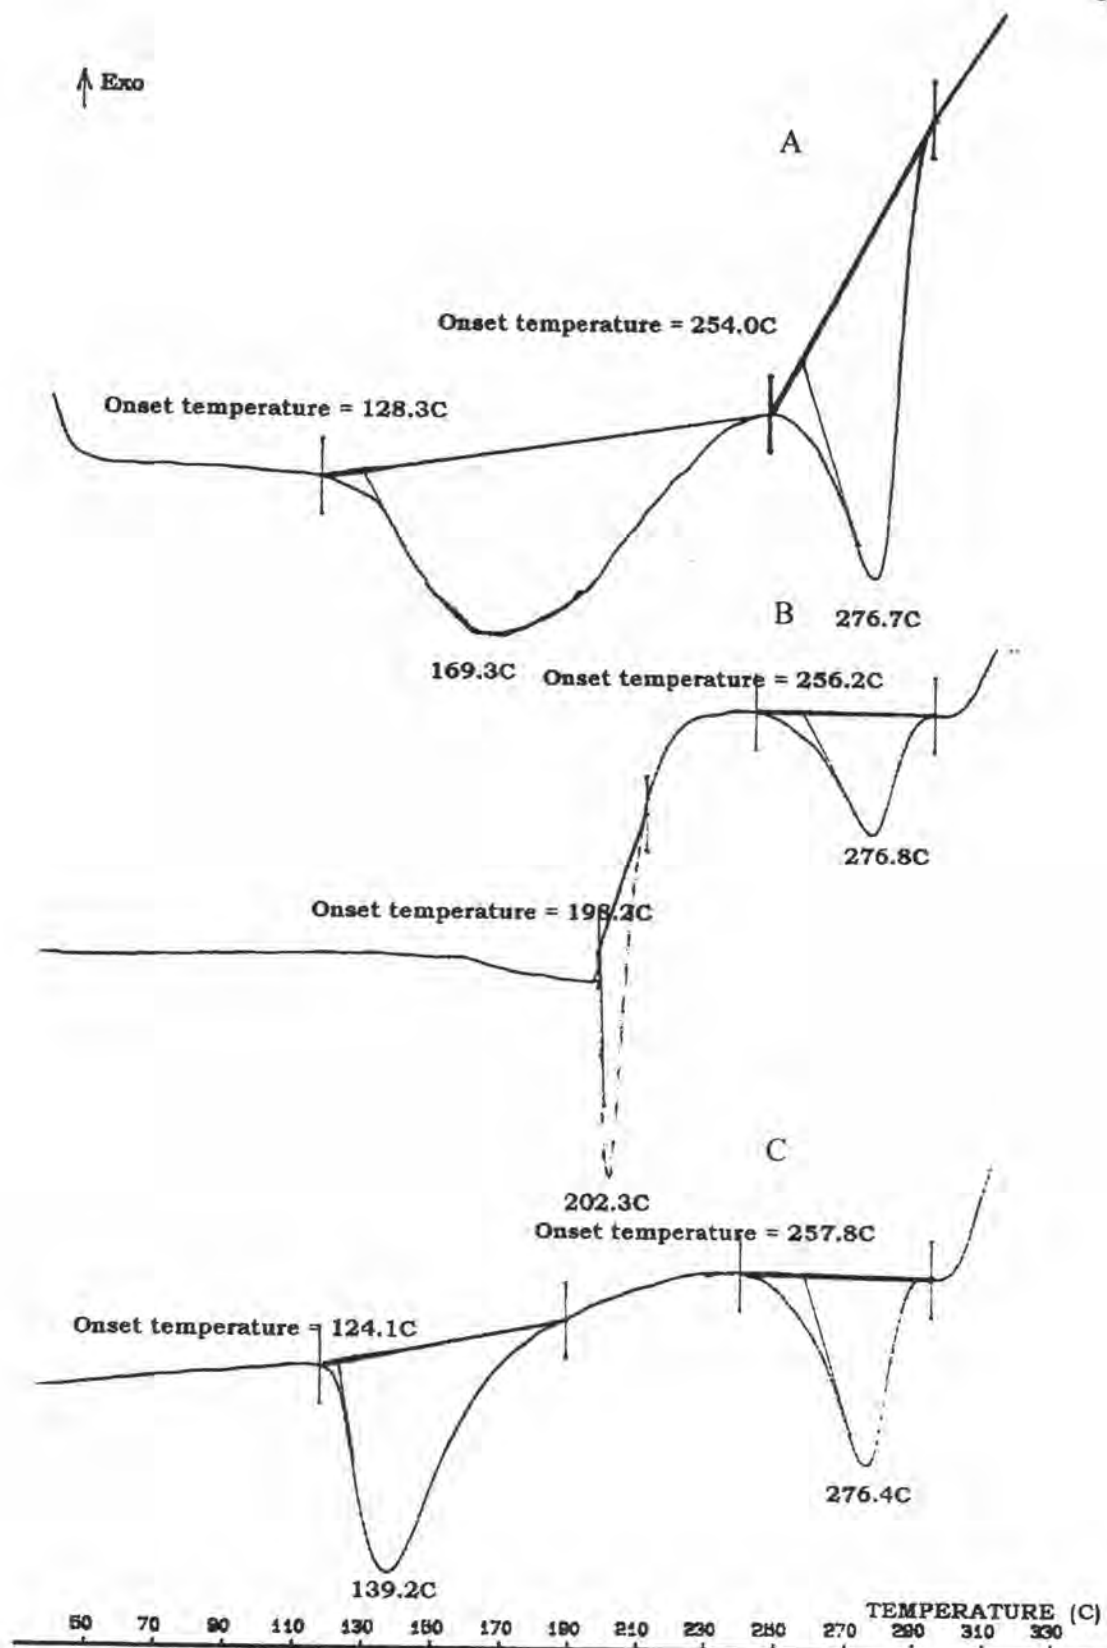 Exo
A
Onset temperature = 254.0C
Onset temperature = 128.3C
B
276.7C
169.3C
Onset temperature = 256.2C
276.8C
Onset temperature = 198.2C
C
202.3C
Onset temperature = 257.8C
Onset temperature = 124.1C
276.4C
139.2C
TEMPERATURE (C)
50 70 90 110 130 150 170 190 210 230 250 270 290 310 330